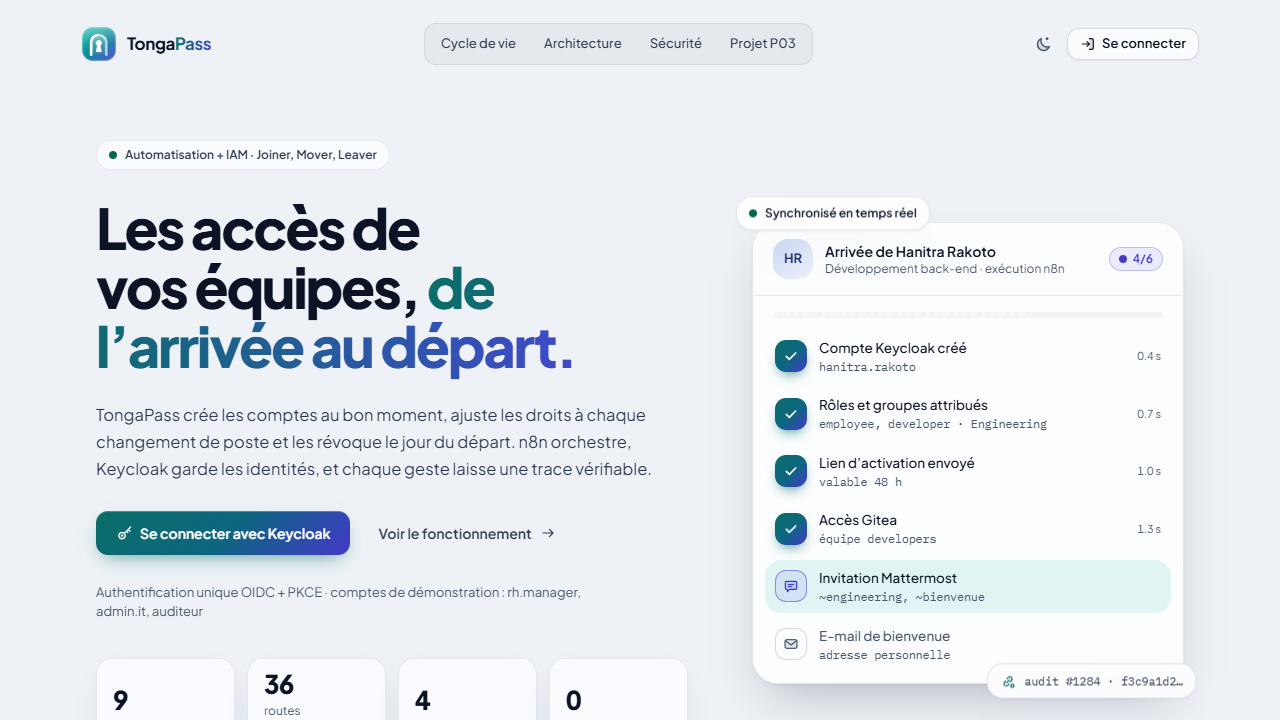 TongaPass
Cycle de vie
Architecture
Sécurité
Projet P03
Se connecter
Automatisation + IAM · Joiner, Mover, Leaver
Les accès de
vos équipes, de
l’arrivée au départ.
TongaPass crée les comptes au bon moment, ajuste les droits à chaque
changement de poste et les révoque le jour du départ. n8n orchestre,
Keycloak garde les identités, et chaque geste laisse une trace vérifiable.
Se connecter avec Keycloak
Voir le fonctionnement →
Authentification unique OIDC + PKCE · comptes de démonstration : rh.manager,
admin.it, auditeur
9
36
routes
4
0
Synchronisé en temps réel
HR
Arrivée de Hanitra Rakoto
Développement back-end · exécution n8n
4/6
Compte Keycloak créé
hanitra.rakoto
0.4 s
Rôles et groupes attribués
employee, developer · Engineering
0.7 s
Lien d’activation envoyé
valable 48 h
1.0 s
Accès Gitea
équipe developers
1.3 s
Invitation Mattermost
~engineering, ~bienvenue
E-mail de bienvenue
adresse personnelle
audit #1284 · f3c9a1d2…